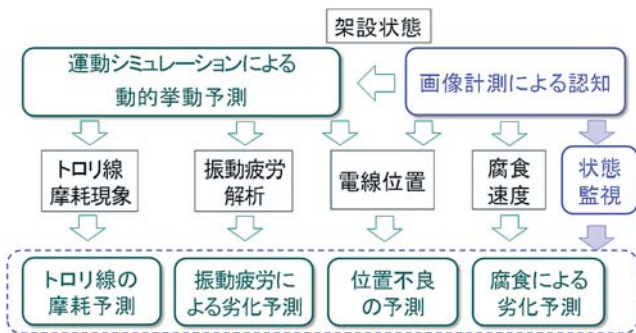 架設状態
運動シミュレーションによる
動的挙動予測
画像計測による認知
トロリ線
摩耗現象
振動疲労
解析
電線位置
腐食
速度
状態
監視
トロリ線の
摩耗予測
振動疲労に
よる劣化予測
位置不良
の予測
腐食による
劣化予測